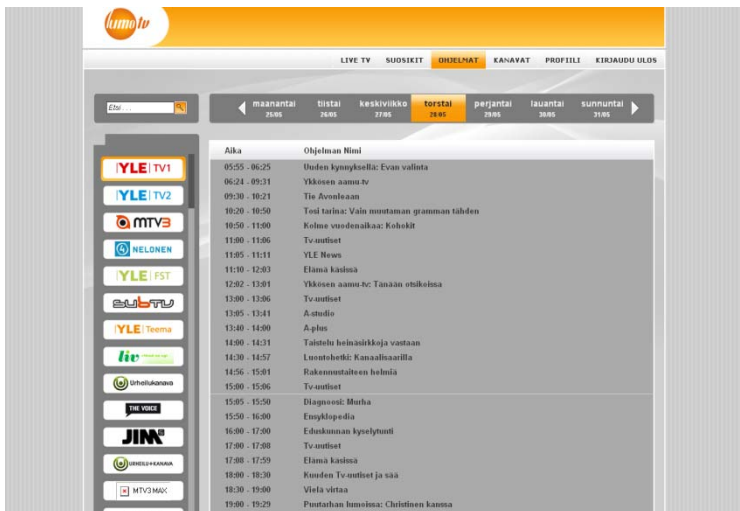 lumo tv
LIVE TV SUOSIKIT OHJELMAT KANAVAT PROFIILI KIRJAUDU ULOS
Etsi . . .
maanantai tiistai keskiviikko torstai perjantai lauantai sunnuntai
25/05 26/05 27/05 28/05 29/05 30/05 31/05
Aika Ohjelman Nimi
YLE TV1
YLE TV2
MTV3
4 NELONEN
YLE FST
SUBTV
YLE Teema
liv
Urheilukanava
THE VOICE
JIM
URHEILU+KANAVA
MTV3 MAX
05:55 - 06:25 Uuden kynnyksellä: Evan valinta
06:24 - 09:31 Ykkösen aamu-tv
09:30 - 10:21 Tie Avonleaan
10:20 - 10:50 Tosi tarina: Vain muutaman gramman tähden
10:50 - 11:00 Kolme vuodenaikaa: Kohokit
11:00 - 11:06 Tv-uutiset
11:05 - 11:11 YLE News
11:10 - 12:03 Elämä käsissä
12:02 - 13:01 Ykkösen aamu-tv: Tänään otsikoissa
13:00 - 13:06 Tv-uutiset
13:05 - 13:41 A-studio
13:40 - 14:00 A-plus
14:00 - 14:31 Taistelu heinäsirkkoja vastaan
14:30 - 14:57 Luontohetki: Kanaalisaarilla
14:56 - 15:01 Rakennustaiteen helmiä
15:00 - 15:06 Tv-uutiset
15:05 - 15:50 Diagnoosi: Murha
15:50 - 16:00 Ensyklopedia
16:00 - 17:00 Eduskunnan kyselytunti
17:00 - 17:08 Tv-uutiset
17:08 - 17:59 Elämä käsissä
18:00 - 18:30 Kuuden Tv-uutiset ja sää
18:30 - 19:00 Vielä virtaa
19:00 - 19:29 Puutarhan lumoissa: Christinen kanssa